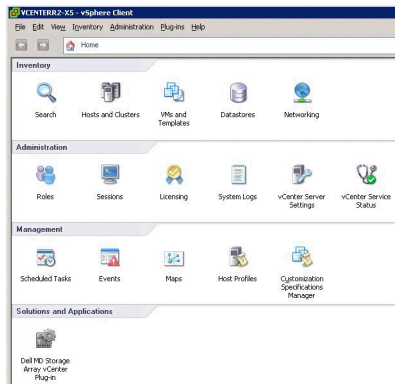 VCENTERR2-X5 - vSphere Client
File Edit View Inventory Administration Plug-ins Help
Home
Inventory
Search Hosts and Clusters VMs and Templates Datastores Networking
Administration
Roles Sessions Licensing System Logs vCenter Server Settings vCenter Service Status
Management
Scheduled Tasks Events Maps Host Profiles Customization Specifications Manager
Solutions and Applications
Dell MD Storage
Array vCenter
Plug-in